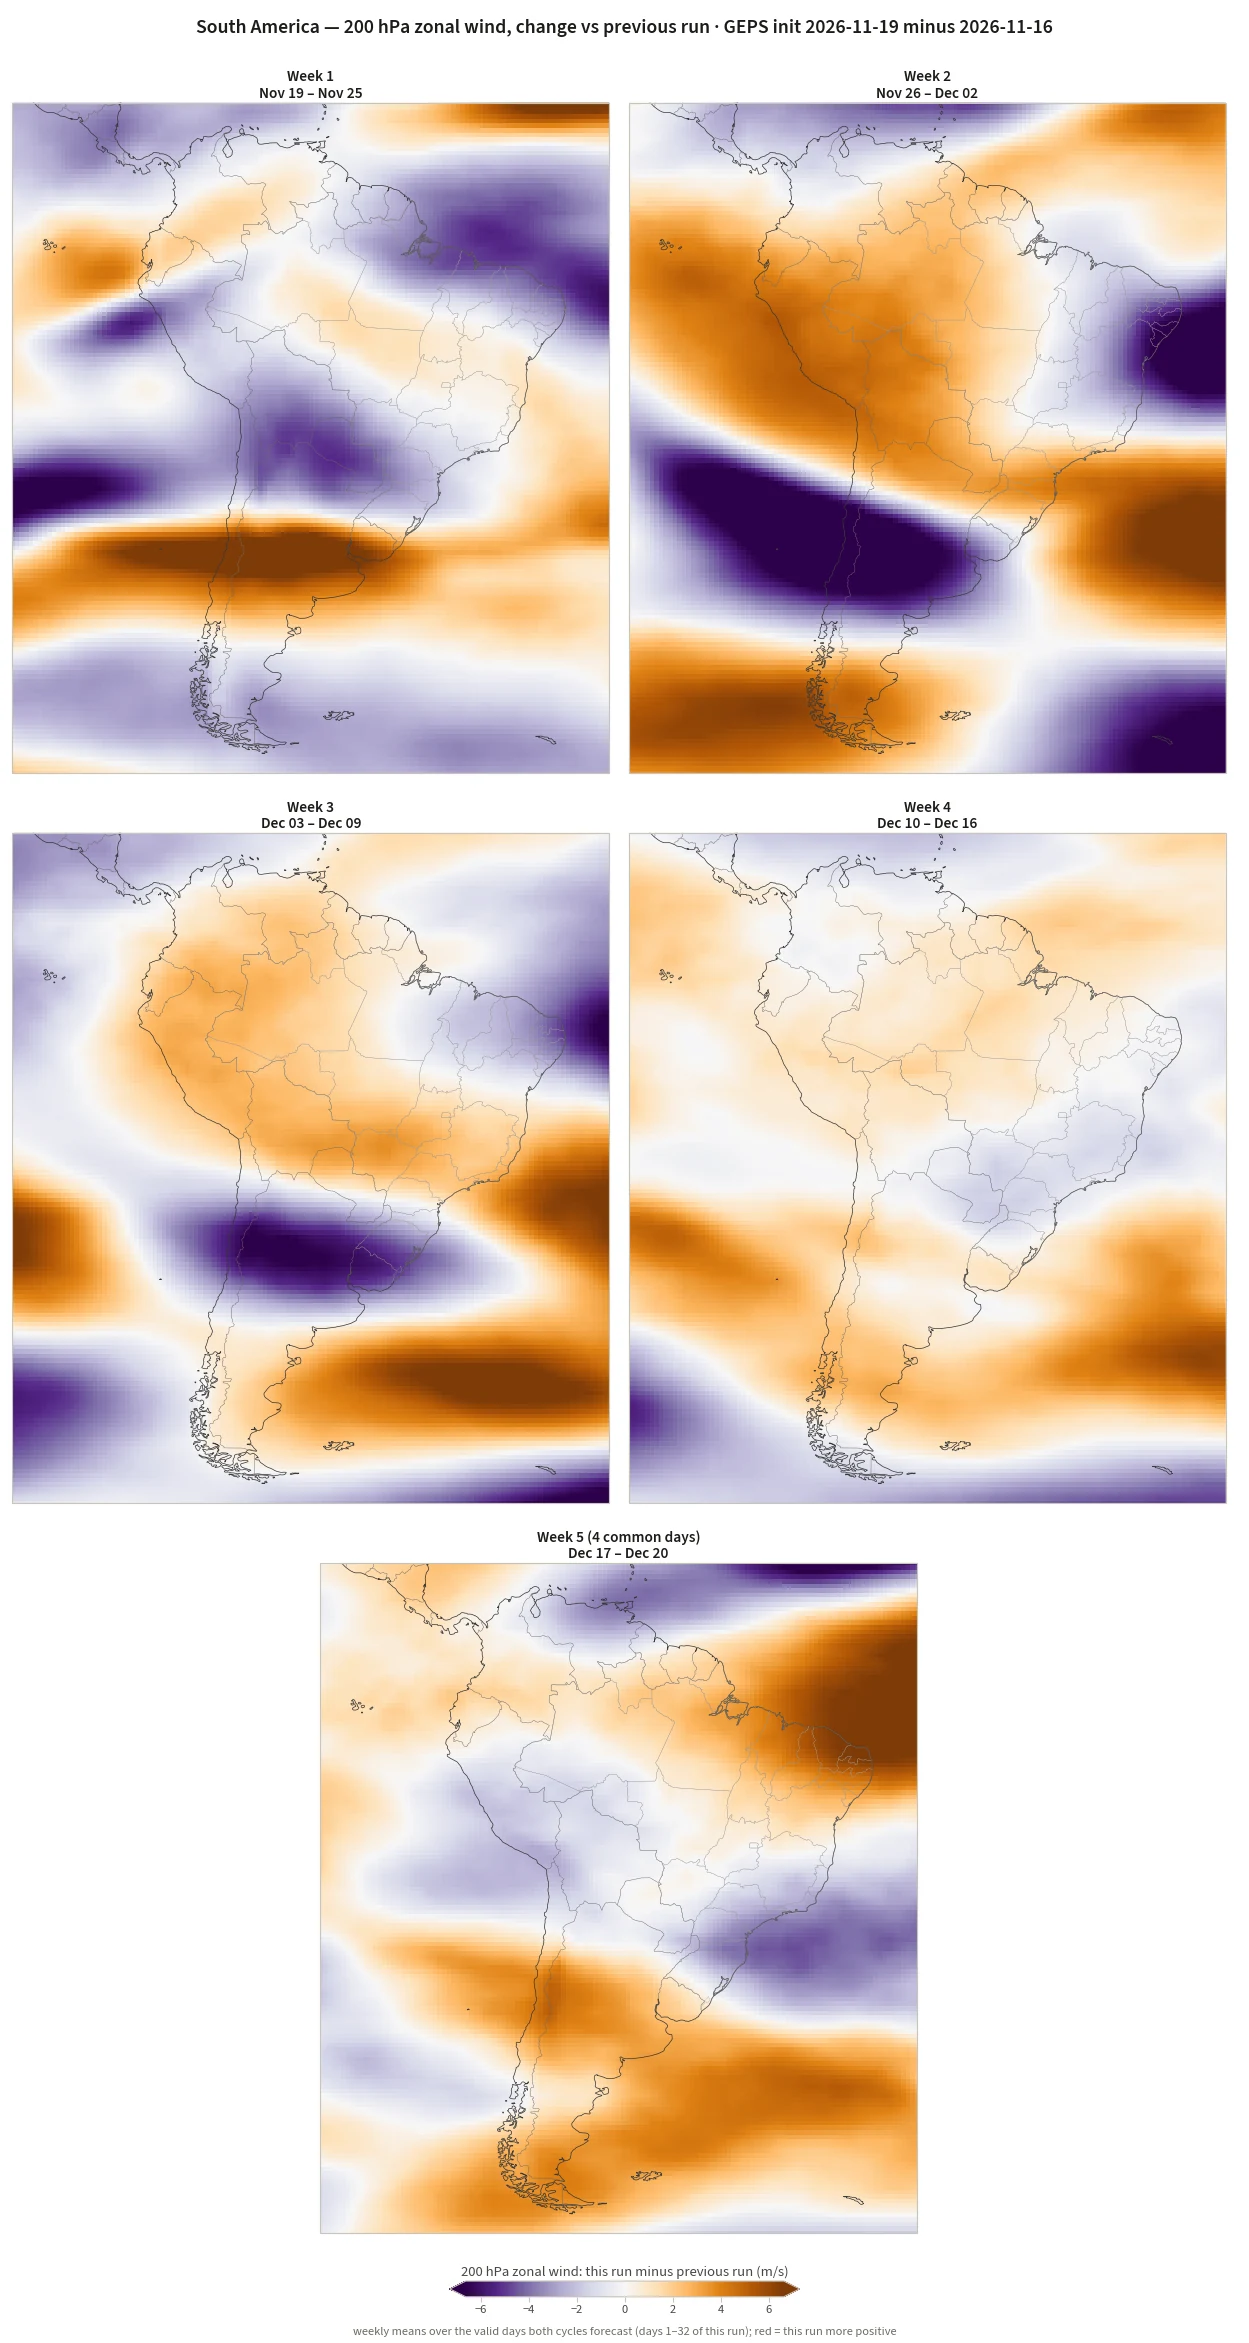 South America — 200 hPa zonal wind, change vs previous run · GEPS init 2026-11-19 minus 2026-11-16
Week 1
Nov 19 – Nov 25
Week 2
Nov 26 – Dec 02
Week 3
Dec 03 – Dec 09
Week 4
Dec 10 – Dec 16
Week 5 (4 common days)
Dec 17 – Dec 20
200 hPa zonal wind: this run minus previous run (m/s)
−6 −4 −2 0 2 4 6
weekly means over the valid days both cycles forecast (days 1–32 of this run); red = this run more positive